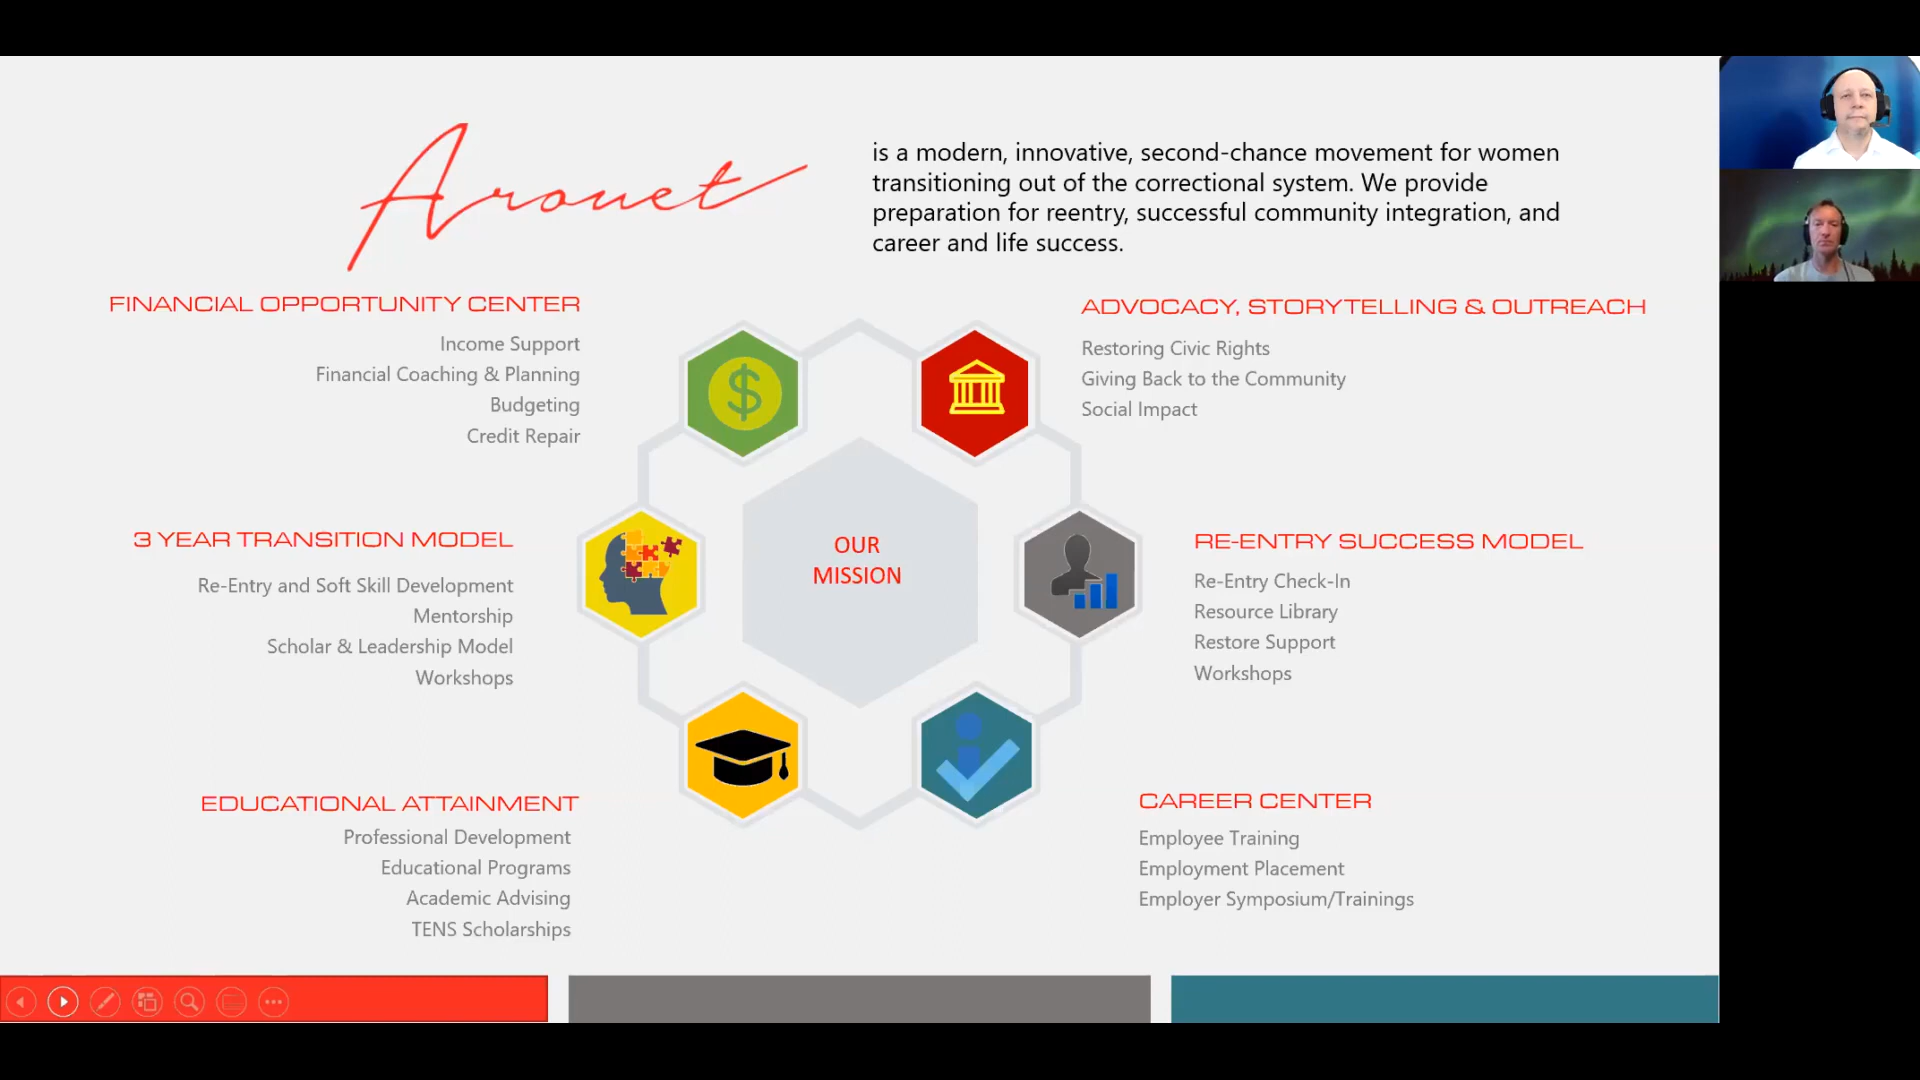 Arouet
is a modern, innovative, second-chance movement for women
transitioning out of the correctional system. We provide
preparation for reentry, successful community integration, and
career and life success.
FINANCIAL OPPORTUNITY CENTER
Income Support
Financial Coaching & Planning
Budgeting
Credit Repair
ADVOCACY, STORYTELLING & OUTREACH
Restoring Civic Rights
Giving Back to the Community
Social Impact
3 YEAR TRANSITION MODEL
Re-Entry and Soft Skill Development
Mentorship
Scholar & Leadership Model
Workshops
OUR
MISSION
RE-ENTRY SUCCESS MODEL
Re-Entry Check-In
Resource Library
Restore Support
Workshops
EDUCATIONAL ATTAINMENT
Professional Development
Educational Programs
Academic Advising
TENS Scholarships
CAREER CENTER
Employee Training
Employment Placement
Employer Symposium/Trainings